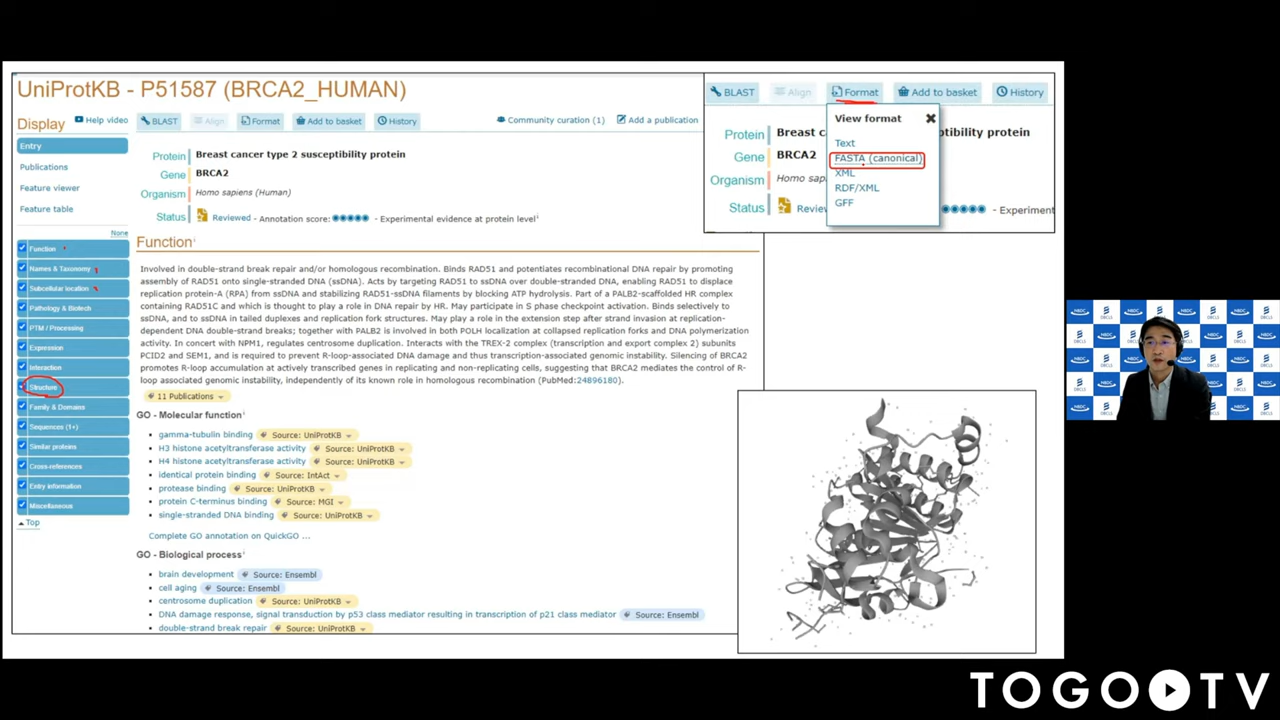 UniProtKB - P51587 (BRCA2_HUMAN)
Display
Help video
BLAST
Align
Format
Add to basket
History
Community curation (1)
Add a publication
Entry
Publications
Feature viewer
Feature table
None
Function
Names & Taxonomy
Subcellular location
Pathology & Biotech
PTM / Processing
Expression
Interaction
Structure
Family & Domains
Sequences (1+)
Similar proteins
Cross-references
Entry information
Miscellaneous
Top
Protein Breast cancer type 2 susceptibility protein
Gene BRCA2
Organism Homo sapiens (Human)
Status Reviewed - Annotation score: - Experimental evidence at protein level i
Function i
Involved in double-strand break repair and/or homologous recombination. Binds RAD51 and potentiates recombinational DNA repair by promoting
assembly of RAD51 onto single-stranded DNA (ssDNA). Acts by targeting RAD51 to ssDNA over double-stranded DNA, enabling RAD51 to displace
replication protein-A (RPA) from ssDNA and stabilizing RAD51-ssDNA filaments by blocking ATP hydrolysis. Part of a PALB2-scaffolded HR complex
containing RAD51C and which is thought to play a role in DNA repair by HR. May participate in S phase checkpoint activation. Binds selectively to
ssDNA, and to ssDNA in tailed duplexes and replication fork structures. May play a role in the extension step after strand invasion at replication-
dependent DNA double-strand breaks; together with PALB2 is involved in both POLH localization at collapsed replication forks and DNA polymerization
activity. In concert with NPM1, regulates centrosome duplication. Interacts with the TREX-2 complex (transcription and export complex 2) subunits
PCID2 and SEM1, and is required to prevent R-loop-associated DNA damage and thus transcription-associated genomic instability. Silencing of BRCA2
promotes R-loop accumulation at actively transcribed genes in replicating and non-replicating cells, suggesting that BRCA2 mediates the control of R-
loop associated genomic instability, independently of its known role in homologous recombination (PubMed:24896180).
11 Publications
GO - Molecular function i
• gamma-tubulin binding Source: UniProtKB
• H3 histone acetyltransferase activity Source: UniProtKB
• H4 histone acetyltransferase activity Source: UniProtKB
• identical protein binding Source: IntAct
• protease binding Source: UniProtKB
• protein C-terminus binding Source: MGI
• single-stranded DNA binding Source: UniProtKB
Complete GO annotation on QuickGO ...
GO - Biological process i
• brain development Source: Ensembl
• cell aging Source: Ensembl
• centrosome duplication Source: UniProtKB
• DNA damage response, signal transduction by p53 class mediator resulting in transcription of p21 class mediator Source: Ensembl
• double-strand break repair Source: UniProtKB
BLAST
Align
Format
Add to basket
History
View format
Text
FASTA (canonical)
XML
RDF/XML
GFF
Protein Breast c tibility protein
Gene BRCA2
Organism Homo sap
Status Review - Experiment
NBDC
DBCLS
TOGO TV